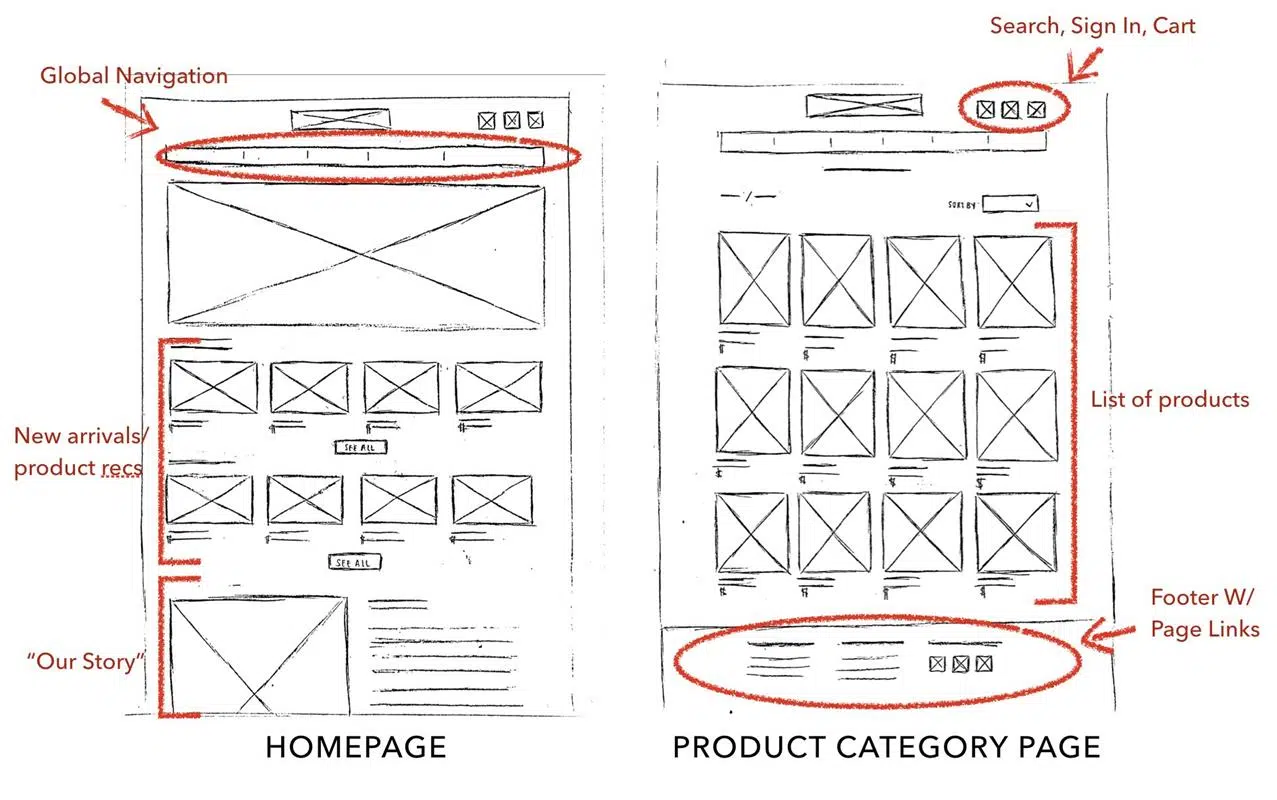 Search, Sign In, Cart
Global Navigation
SORT BY
New arrivals/
product recs
SEE ALL
SEE ALL
"Our Story"
$
$
$
$
List of products
$
$
$
$
$
$
$
$
Footer W/
Page Links
HOMEPAGE
PRODUCT CATEGORY PAGE